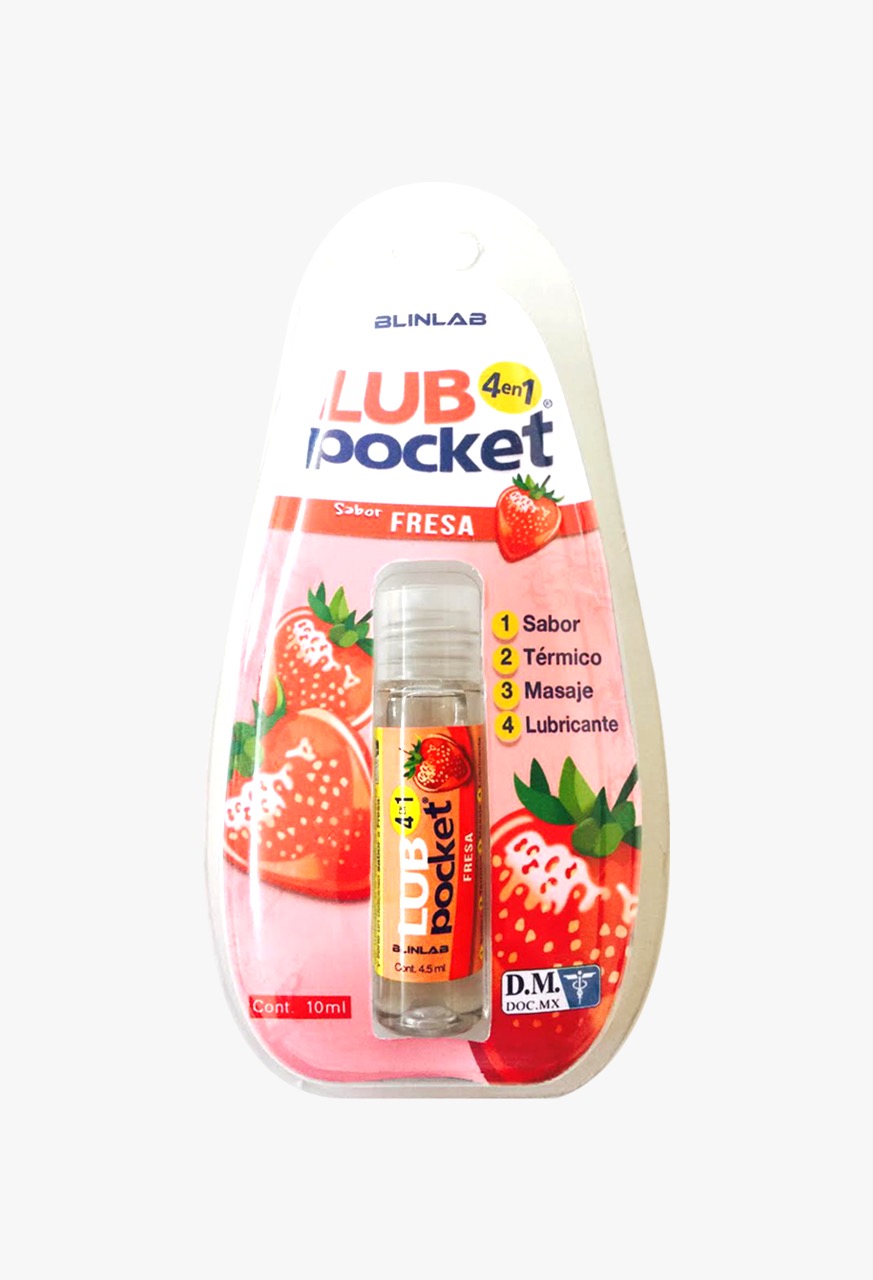 BLINLAB
LUB 4en1
pocket®
Sabor FRESA
1 Sabor
2 Térmico
3 Masaje
4 Lubricante
LUB 4en1
pocket®
FRESA
BLINLAB
Cont. 4.5 ml
D.M.
DOC.MX
Cont. 10ml